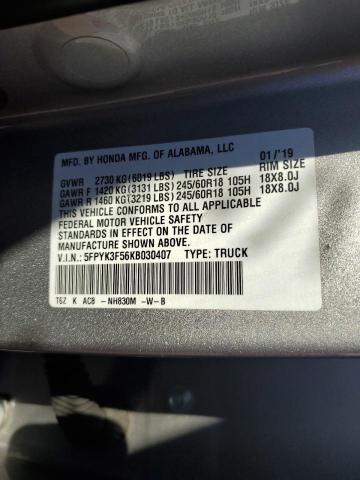 MFD. BY HONDA MFG. OF ALABAMA, LLC 01/'19
GVWR 2730 KG(6019 LBS) TIRE SIZE RIM SIZE
GAWR F 1420 KG(3131 LBS) 245/60R18 105H 18X8.0J
GAWR R 1460 KG(3219 LBS) 245/60R18 105H 18X8.0J
THIS VEHICLE CONFORMS TO ALL APPLICABLE
FEDERAL MOTOR VEHICLE SAFETY
STANDARDS IN EFFECT ON THE DATE OF
MANUFACTURE SHOWN ABOVE.
V.I.N.: 5FPYK3F56KB030407 TYPE: TRUCK
T6Z K AC8 -NH830M -W-B